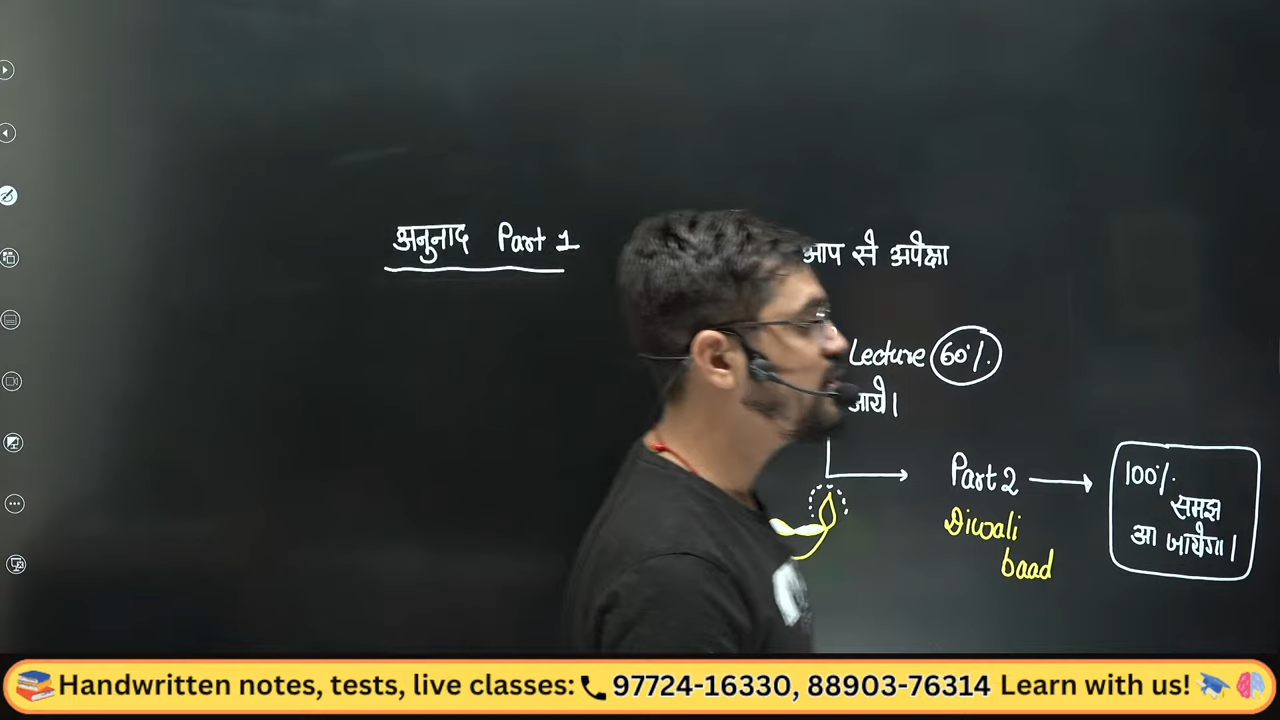 अनुनाद Part 1
आप से अपेक्षा
Lecture 60%.
जाये।
Part 2
Diwali
baad
100%.
समझ
आ जायेगा।
Handwritten notes, tests, live classes: 97724-16330, 88903-76314 Learn with us!